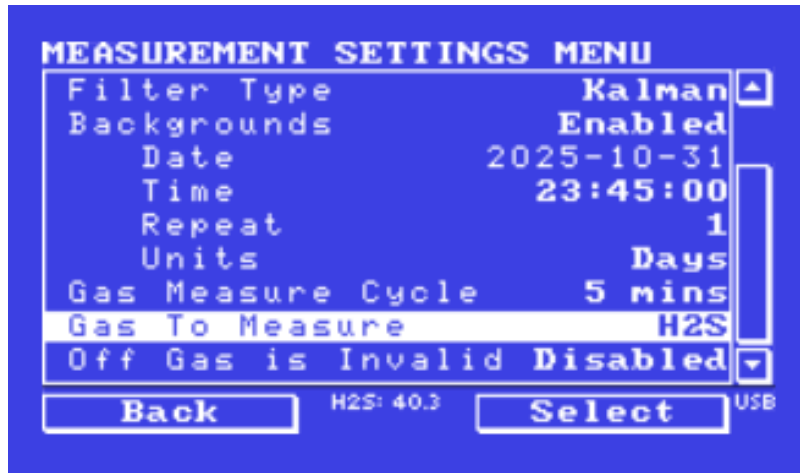 MEASUREMENT SETTINGS MENU
Filter Type Kalman
Backgrounds Enabled
Date 2025-10-31
Time 23:45:00
Repeat 1
Units Days
Gas Measure Cycle 5 mins
Gas To Measure H2S
Off Gas is Invalid Disabled
Back H2S: 40.3 Select USB